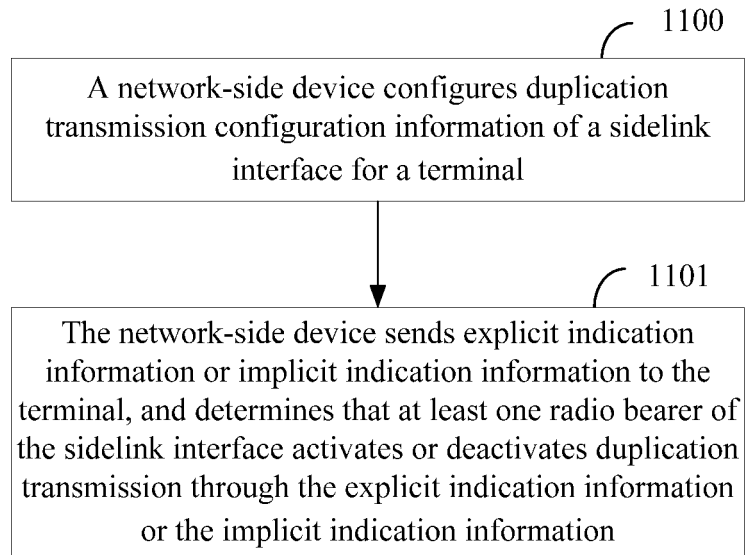 1100
A network-side device configures duplication
transmission configuration information of a sidelink
interface for a terminal
1101
The network-side device sends explicit indication
information or implicit indication information to the
terminal, and determines that at least one radio bearer of
the sidelink interface activates or deactivates duplication
transmission through the explicit indication information
or the implicit indication information